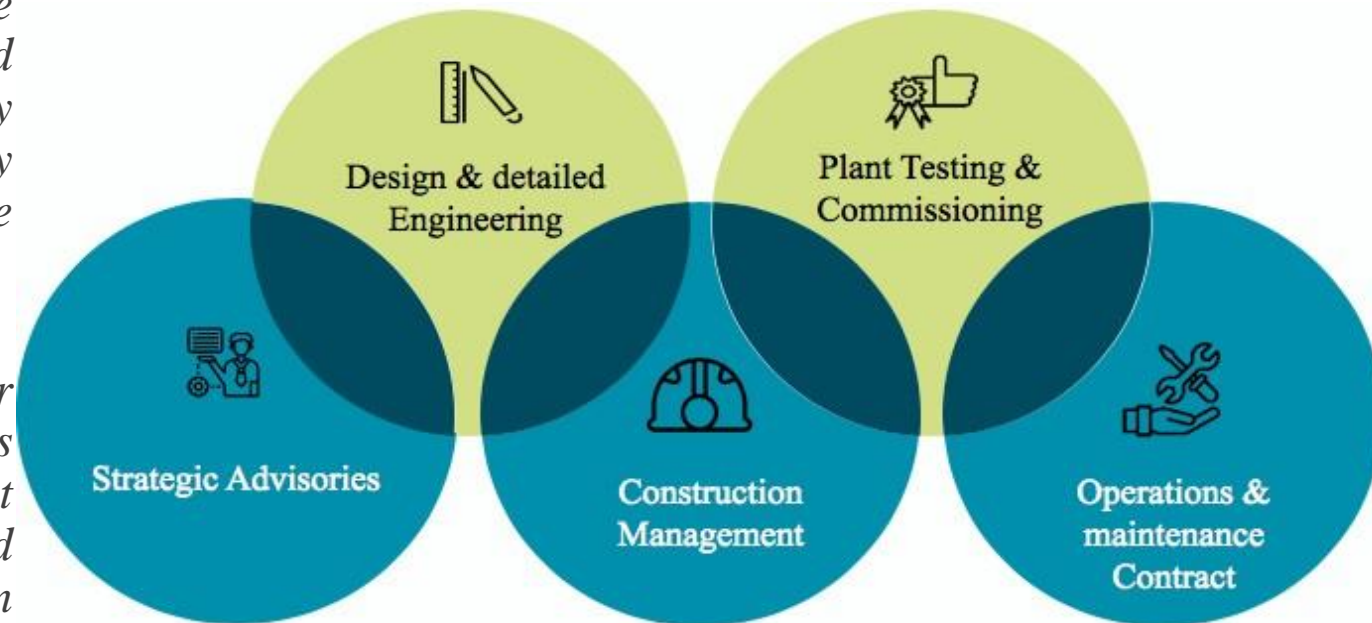 Design & detailed
Engineering
Plant Testing &
Commissioning
Strategic Advisories
Construction
Management
Operations &
maintenance
Contract